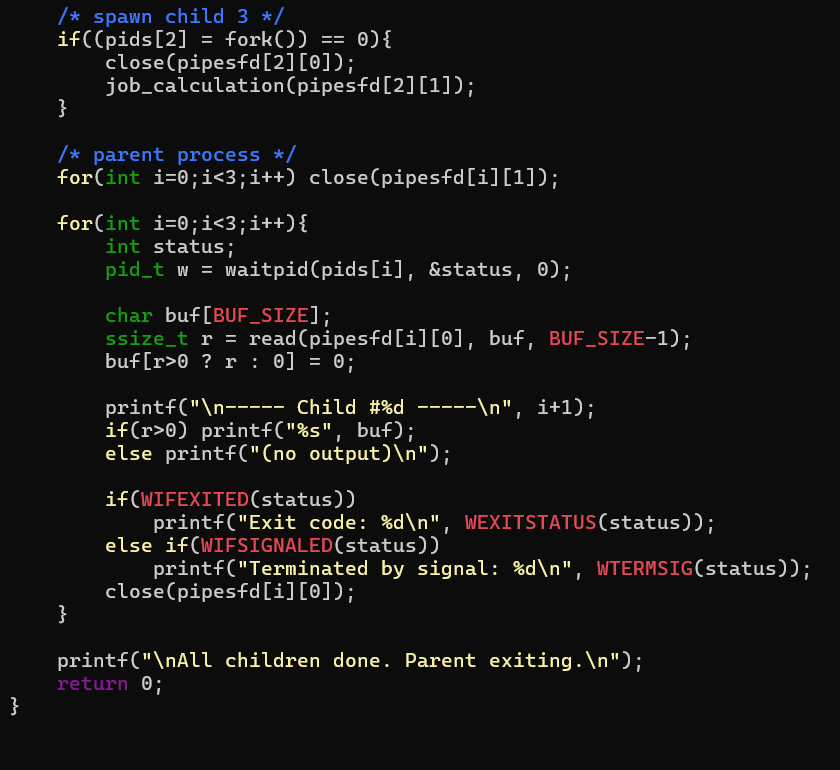 /* spawn child 3 */
if((pids[2] = fork()) == 0){
close(pipesfd[2][0]);
job_calculation(pipesfd[2][1]);
}
/* parent process */
for(int i=0;i<3;i++) close(pipesfd[i][1]);
for(int i=0;i<3;i++){
int status;
pid_t w = waitpid(pids[i], &status, 0);
char buf[BUF_SIZE];
ssize_t r = read(pipesfd[i][0], buf, BUF_SIZE-1);
buf[r>0 ? r : 0] = 0;
printf("\n----- Child #%d -----\n", i+1);
if(r>0) printf("%s", buf);
else printf("(no output)\n");
if(WIFEXITED(status))
printf("Exit code: %d\n", WEXITSTATUS(status));
else if(WIFSIGNALED(status))
printf("Terminated by signal: %d\n", WTERMSIG(status));
close(pipesfd[i][0]);
}
printf("\nAll children done. Parent exiting.\n");
return 0;
}